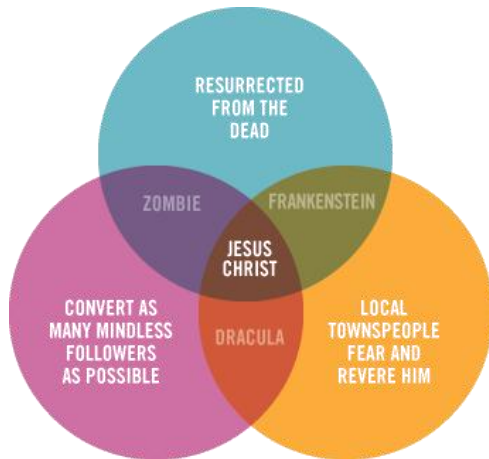 RESURRECTED
FROM THE
DEAD
ZOMBIE
FRANKENSTEIN
JESUS
CHRIST
CONVERT AS
MANY MINDLESS
FOLLOWERS
AS POSSIBLE
DRACULA
LOCAL
TOWNSPEOPLE
FEAR AND
REVERE HIM